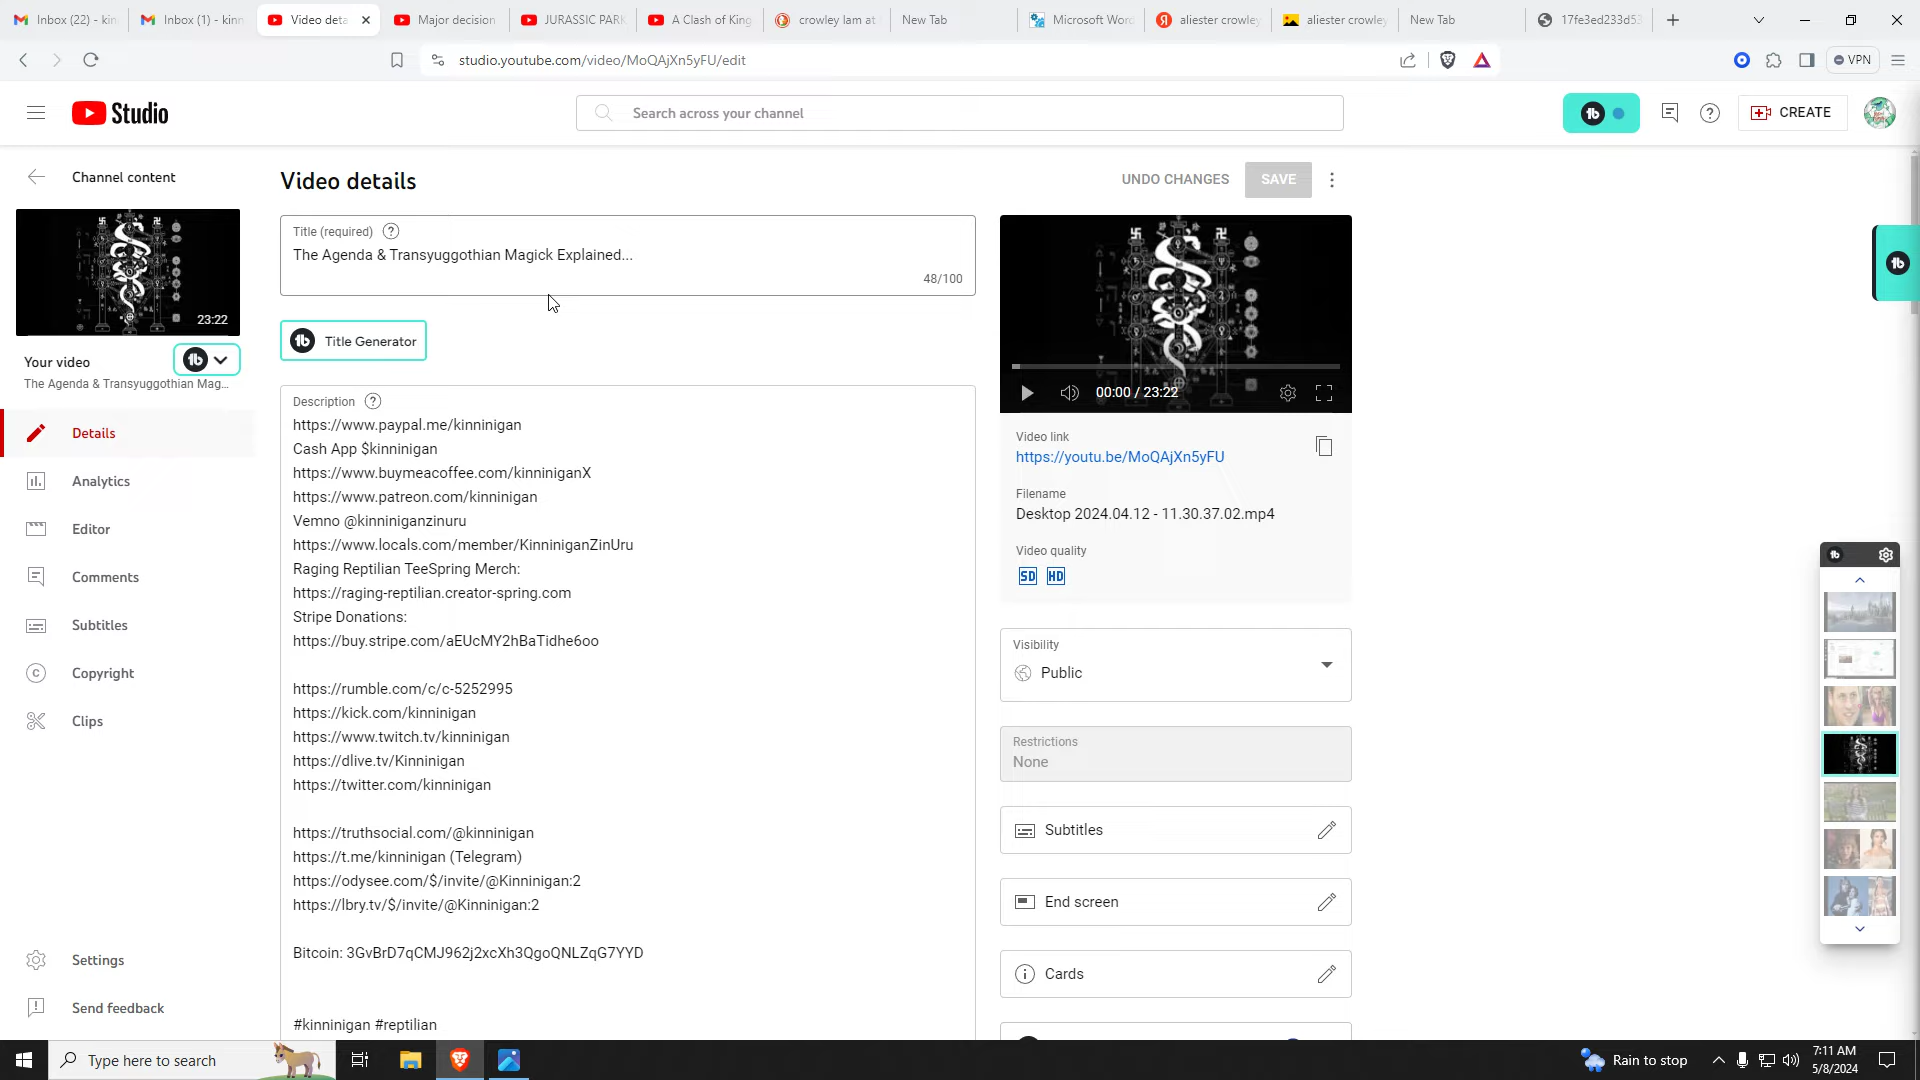 Inbox (22) - kin
Inbox (1) - kinn
Video deta
Major decision
JURASSIC PARK
A Clash of King
crowley lam at
New Tab
Microsoft Word
aliester crowley
aliester crowley
New Tab
17fe3ed233d53
studio.youtube.com/video/MoQAjXn5yFU/edit
VPN
Studio
Search across your channel
CREATE
Channel content
23:22
Your video
The Agenda & Transyuggothian Mag...
Details
Analytics
Editor
Comments
Subtitles
Copyright
Clips
Settings
Send feedback
Video details
UNDO CHANGES
SAVE
Title (required)
The Agenda & Transyuggothian Magick Explained...
48/100
Title Generator
Description
https://www.paypal.me/kinninigan
Cash App $kinninigan
https://www.buymeacoffee.com/kinniniganX
https://www.patreon.com/kinninigan
Vemno @kinniniganzinuru
https://www.locals.com/member/KinniniganZinUru
Raging Reptilian TeeSpring Merch:
https://raging-reptilian.creator-spring.com
Stripe Donations:
https://buy.stripe.com/aEUcMY2hBaTidhe6oo
https://rumble.com/c/c-5252995
https://kick.com/kinninigan
https://www.twitch.tv/kinninigan
https://dlive.tv/Kinninigan
https://twitter.com/kinninigan
https://truthsocial.com/@kinninigan
https://t.me/kinninigan (Telegram)
https://odysee.com/$/invite/@Kinninigan:2
https://lbry.tv/$/invite/@Kinninigan:2
Bitcoin: 3GvBrD7qCMJ962j2xcXh3QgoQNLZqG7YYD
#kinninigan #reptilian
00:00 / 23:22
Video link
https://youtu.be/MoQAjXn5yFU
Filename
Desktop 2024.04.12 - 11.30.37.02.mp4
Video quality
SD HD
Visibility
Public
Restrictions
None
Subtitles
End screen
Cards
Type here to search
Rain to stop
7:11 AM
5/8/2024